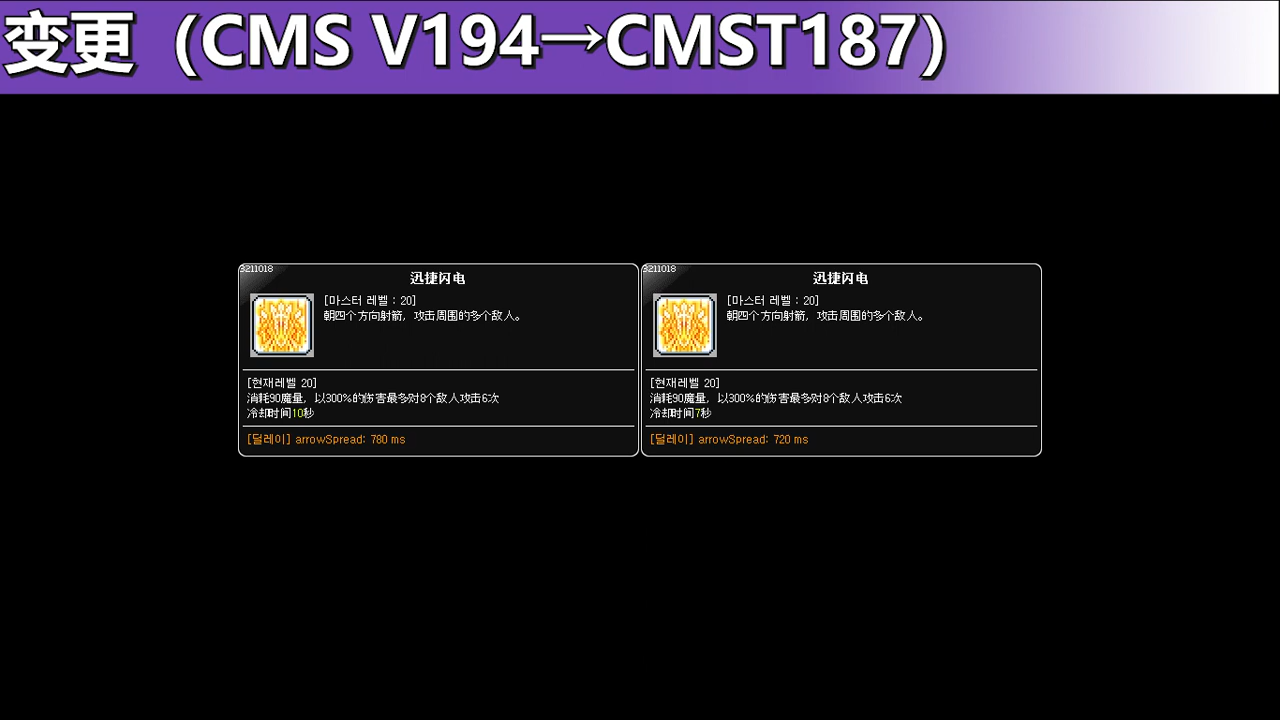 变更（CMS V194→CMST187）
3211018
迅捷闪电
[마스터 레벨 : 20]
朝四个方向射箭，攻击周围的多个敌人。
[현재레벨 20]
消耗90魔量，以300%的伤害最多对8个敌人攻击6次
冷却时间10秒
[딜레이] arrowSpread: 780 ms
3211018
迅捷闪电
[마스터 레벨 : 20]
朝四个方向射箭，攻击周围的多个敌人。
[현재레벨 20]
消耗90魔量，以300%的伤害最多对8个敌人攻击6次
冷却时间7秒
[딜레이] arrowSpread: 720 ms